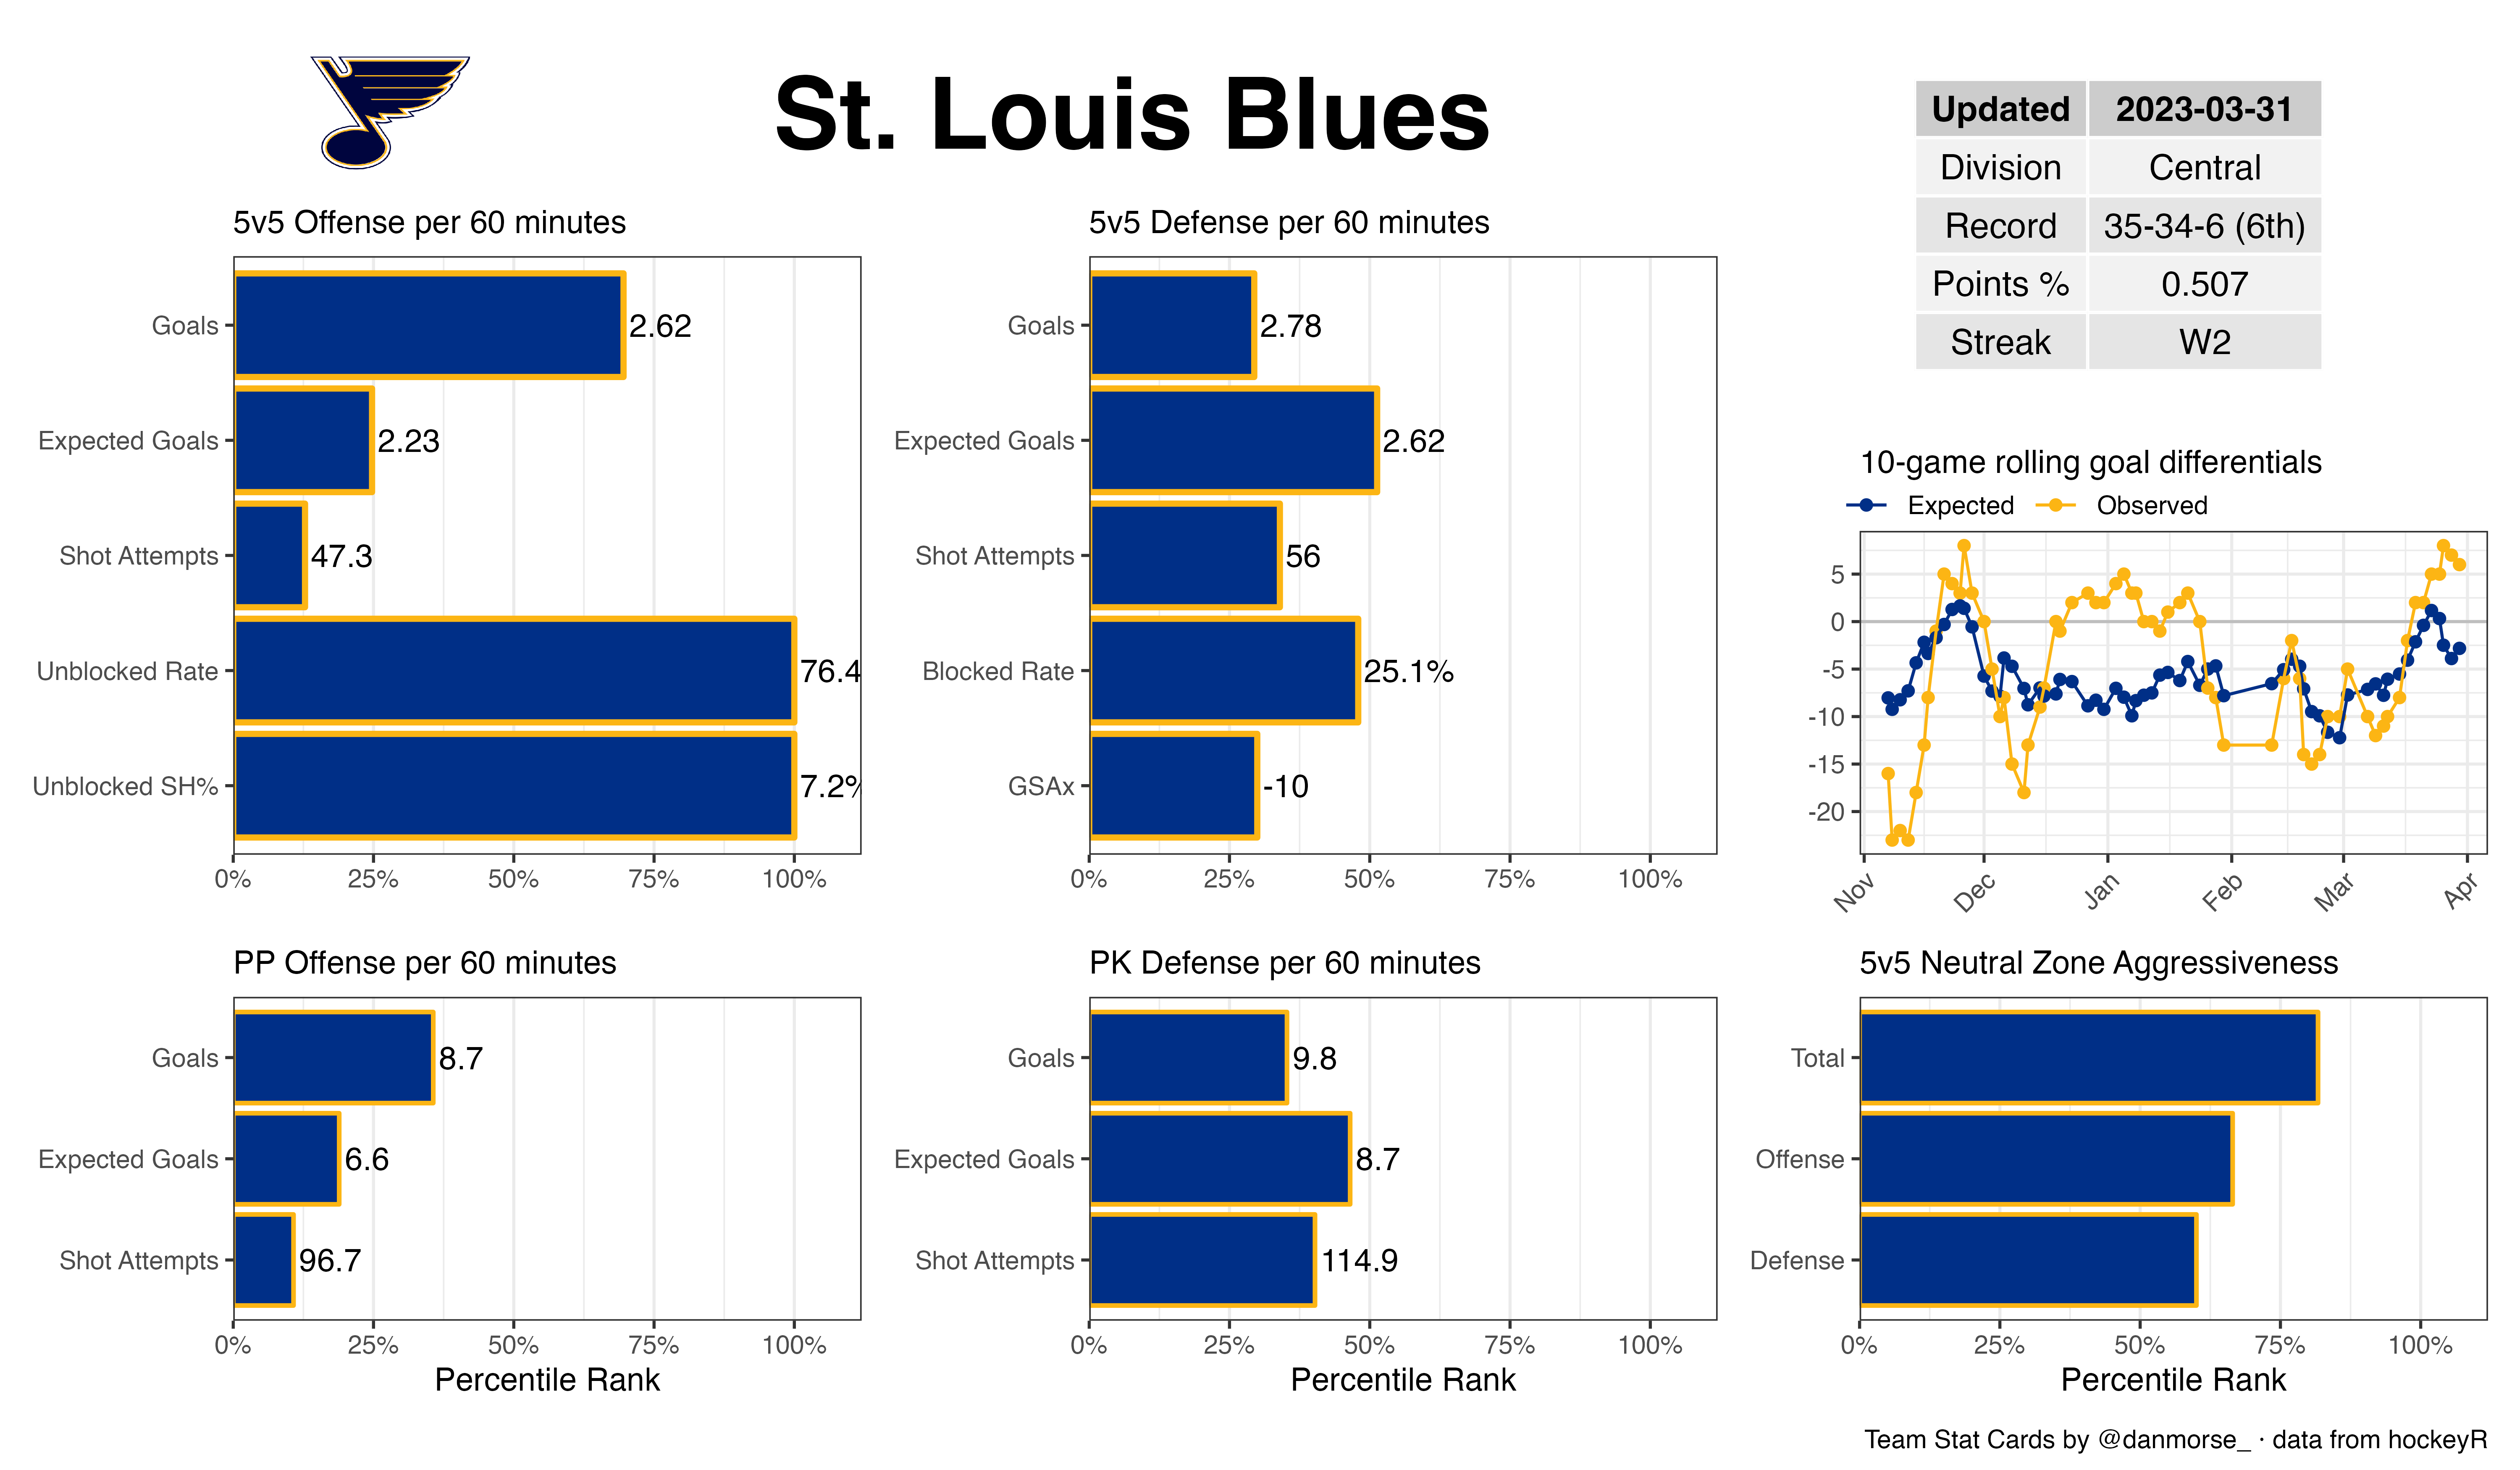 St. Louis Blues
Updated 2023-03-31
Division Central
Record 35-34-6 (6th)
Points % 0.507
Streak W2
5v5 Offense per 60 minutes
Goals 2.62
Expected Goals 2.23
Shot Attempts 47.3
Unblocked Rate 76.4
Unblocked SH% 7.2%
0% 25% 50% 75% 100%
5v5 Defense per 60 minutes
Goals 2.78
Expected Goals 2.62
Shot Attempts 56
Blocked Rate 25.1%
GSAx -10
0% 25% 50% 75% 100%
10-game rolling goal differentials
Expected Observed
5
0
-5
-10
-15
-20
Nov Dec Jan Feb Mar Apr
PP Offense per 60 minutes
Goals 8.7
Expected Goals 6.6
Shot Attempts 96.7
0% 25% 50% 75% 100%
Percentile Rank
PK Defense per 60 minutes
Goals 9.8
Expected Goals 8.7
Shot Attempts 114.9
0% 25% 50% 75% 100%
Percentile Rank
5v5 Neutral Zone Aggressiveness
Total
Offense
Defense
0% 25% 50% 75% 100%
Percentile Rank
Team Stat Cards by @danmorse_ · data from hockeyR